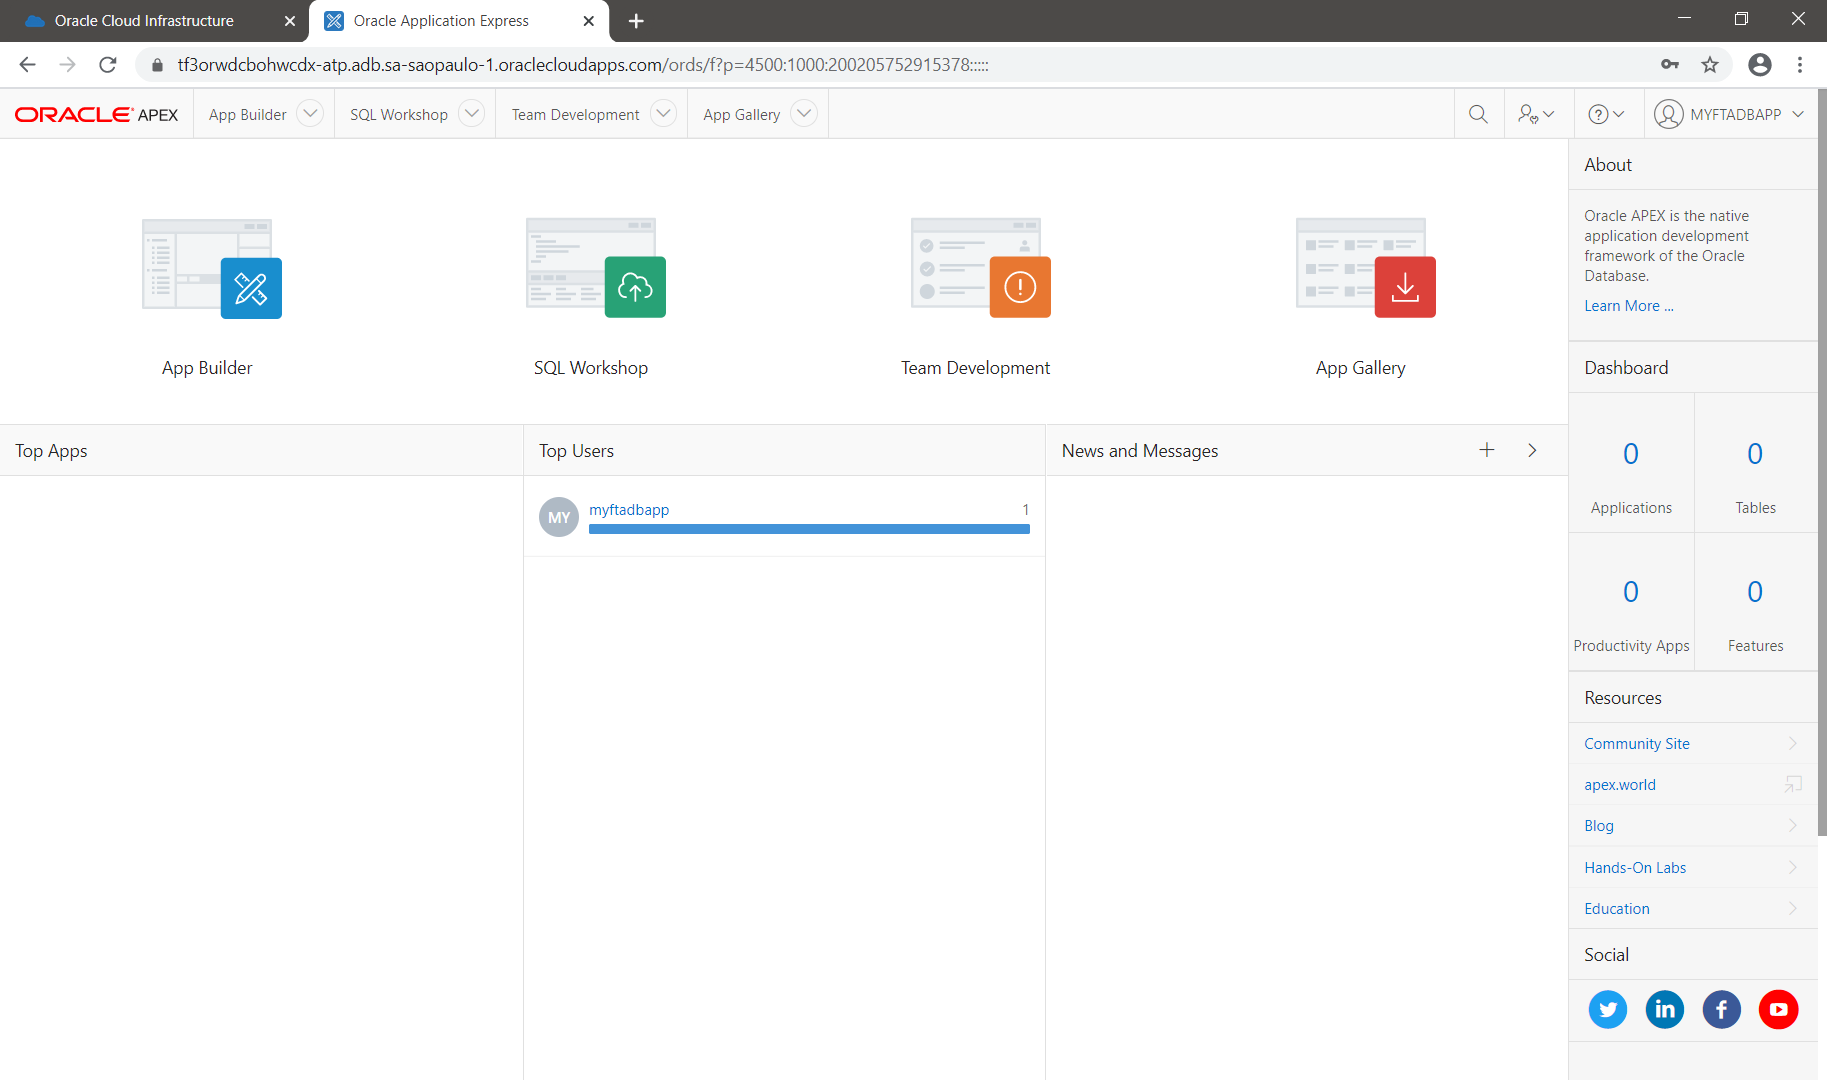 Oracle Cloud Infrastructure
Oracle Application Express
tf3orwdcbohwcdx-atp.adb.sa-saopaulo-1.oraclecloudapps.com/ords/f?p=4500:1000:200205752915378:::::
ORACLE APEX
App Builder
SQL Workshop
Team Development
App Gallery
MYFTADBAPP
App Builder
SQL Workshop
Team Development
App Gallery
Top Apps
Top Users
MY
myftadbapp
1
News and Messages
About
Oracle APEX is the native
application development
framework of the Oracle
Database.
Learn More ...
Dashboard
0
Applications
0
Tables
0
Productivity Apps
0
Features
Resources
Community Site
apex.world
Blog
Hands-On Labs
Education
Social